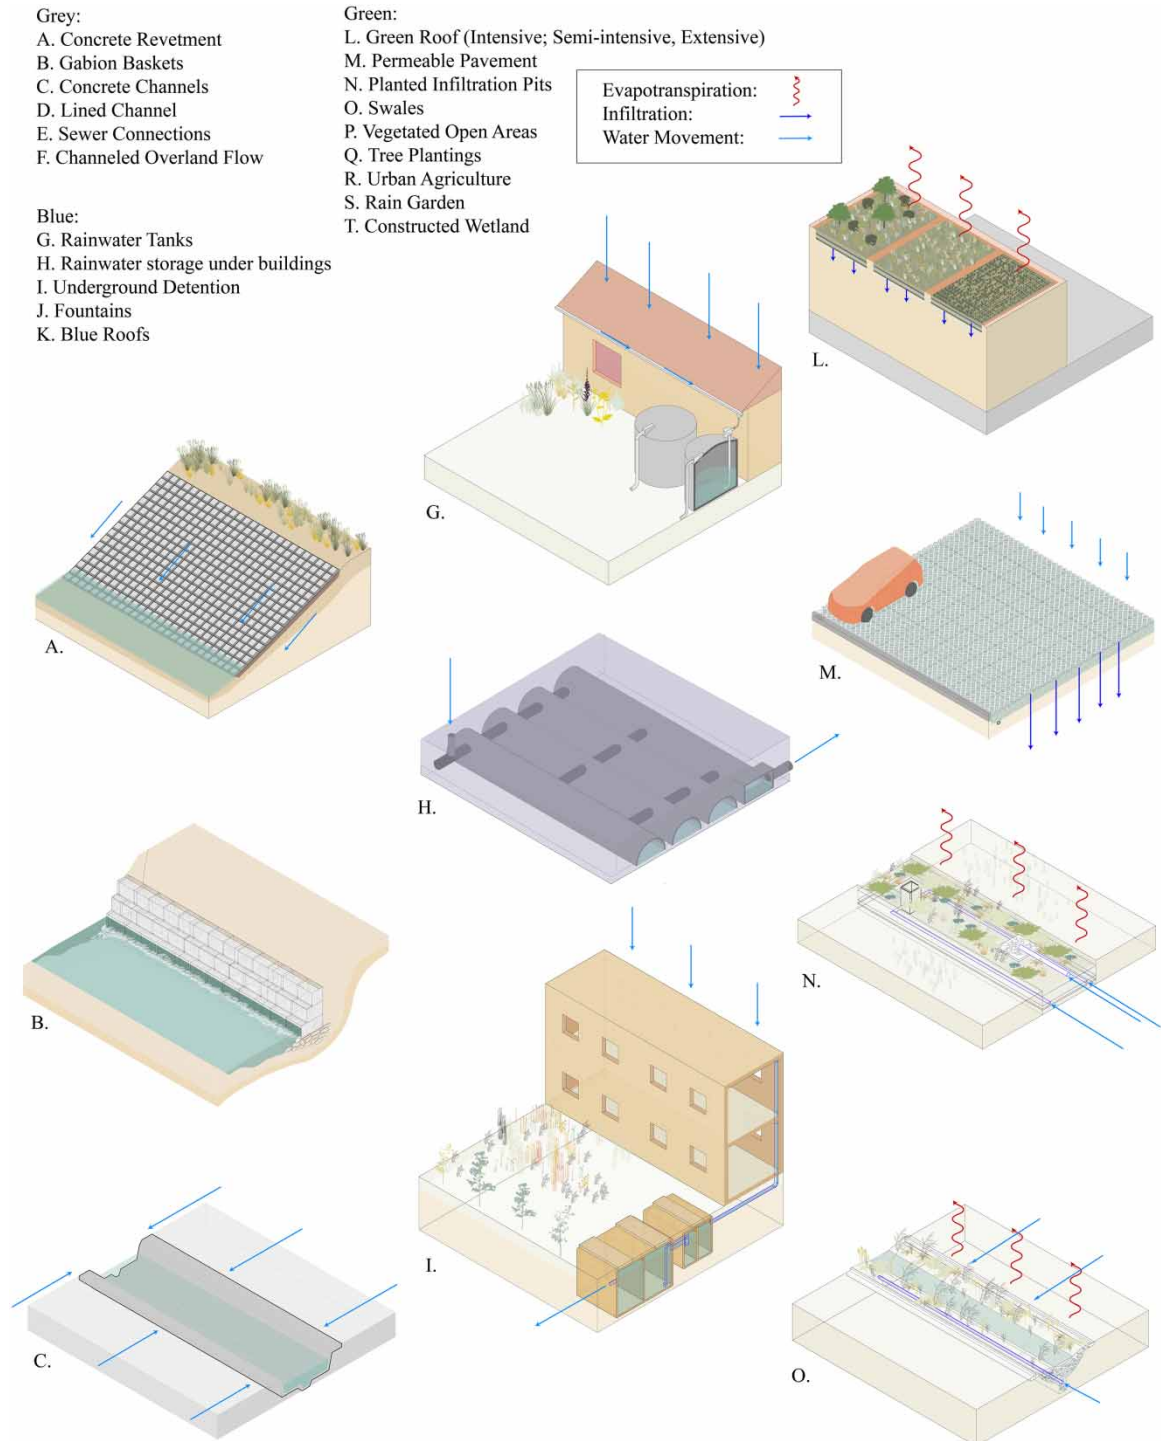 Grey:
A. Concrete Revetment
B. Gabion Baskets
C. Concrete Channels
D. Lined Channel
E. Sewer Connections
F. Channeled Overland Flow
Blue:
G. Rainwater Tanks
H. Rainwater storage under buildings
I. Underground Detention
J. Fountains
K. Blue Roofs
Green:
L. Green Roof (Intensive; Semi-intensive, Extensive)
M. Permeable Pavement
N. Planted Infiltration Pits
O. Swales
P. Vegetated Open Areas
Q. Tree Plantings
R. Urban Agriculture
S. Rain Garden
T. Constructed Wetland
Evapotranspiration:
Infiltration:
Water Movement:
A.
B.
C.
G.
H.
I.
L.
M.
N.
O.